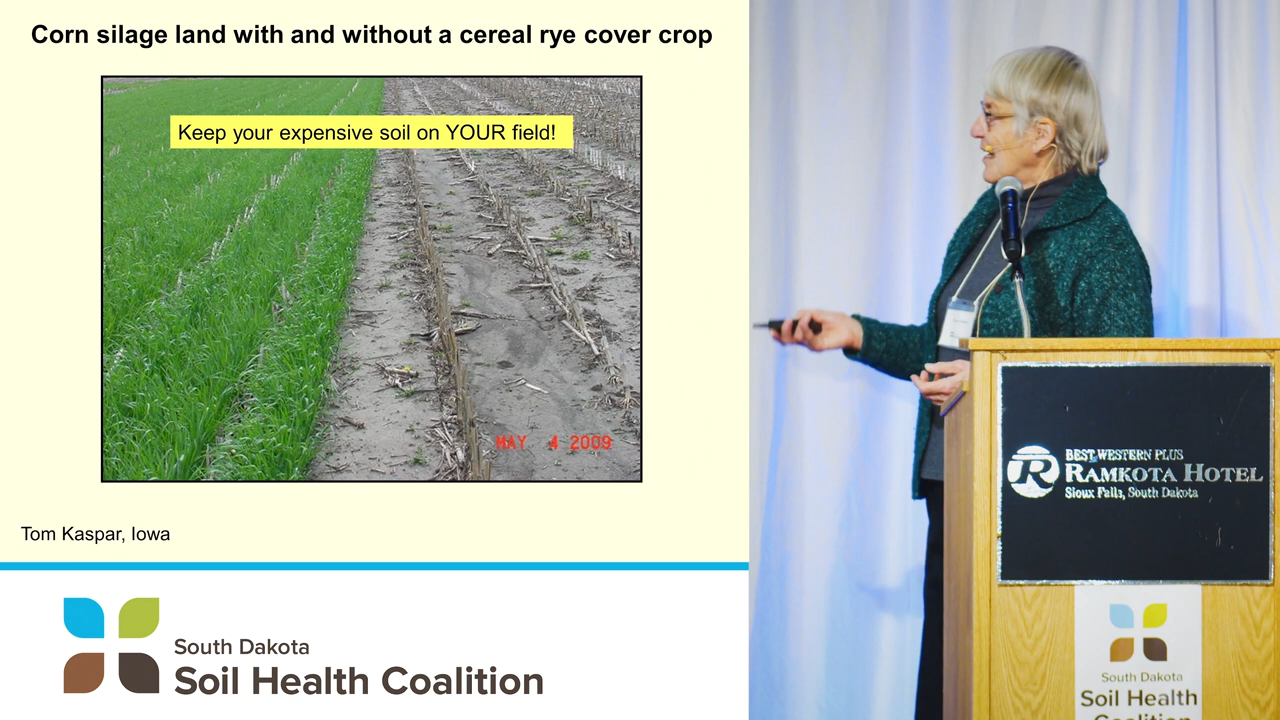 Corn silage land with and without a cereal rye cover crop
Keep your expensive soil on YOUR field!
MAY 4 2009
Tom Kaspar, Iowa
South Dakota
Soil Health Coalition
BEST WESTERN PLUS
RAMKOTA HOTEL
Sioux Falls, South Dakota
South Dakota
Soil Health
Coalition